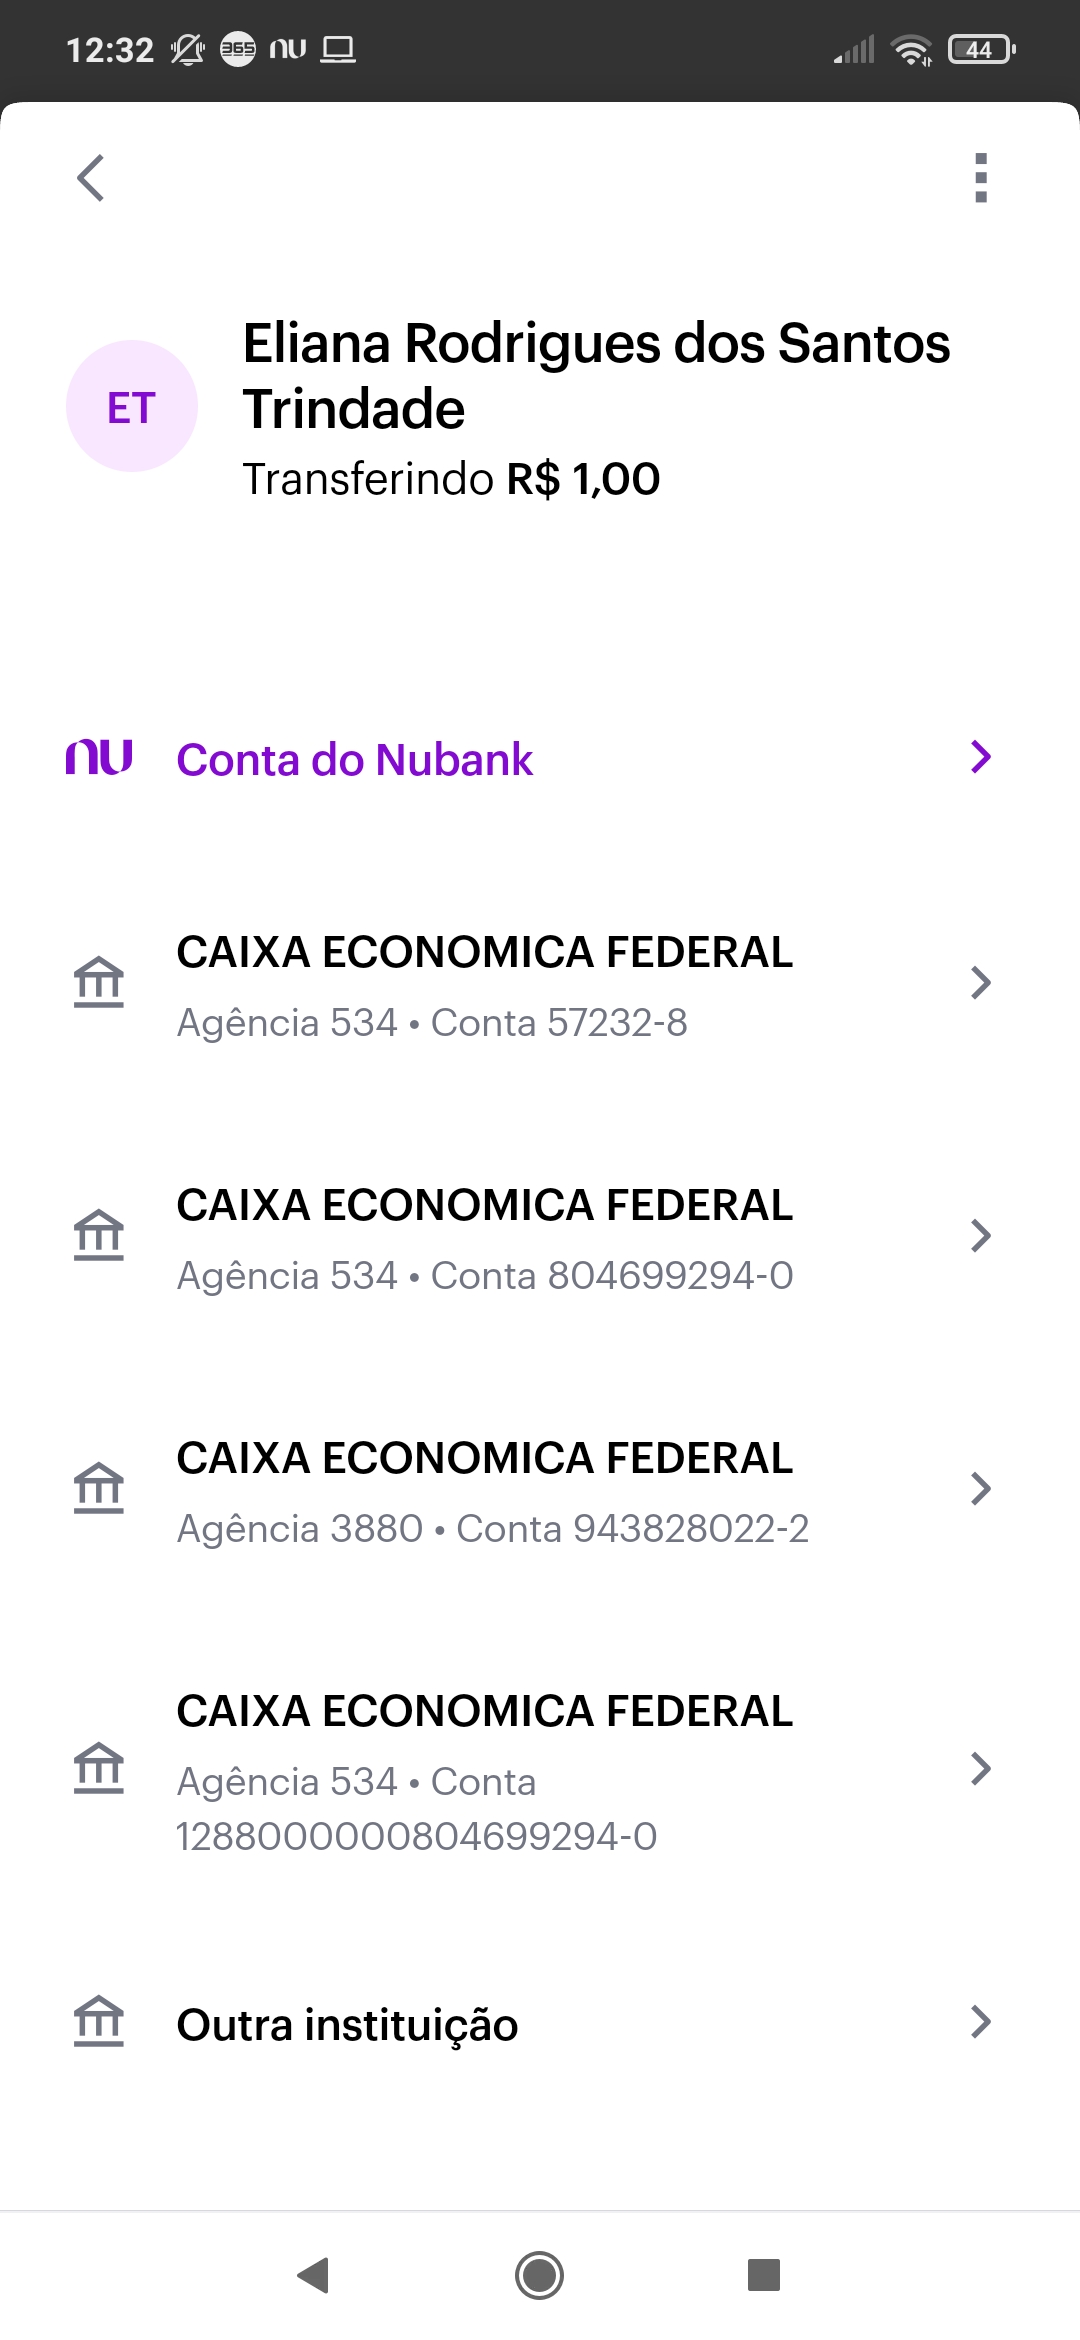 12:32 365 nu 44
Eliana Rodrigues dos Santos
Trindade
ET
Transferindo R$ 1,00
nu Conta do Nubank
CAIXA ECONOMICA FEDERAL
Agência 534 • Conta 57232-8
CAIXA ECONOMICA FEDERAL
Agência 534 • Conta 804699294-0
CAIXA ECONOMICA FEDERAL
Agência 3880 • Conta 943828022-2
CAIXA ECONOMICA FEDERAL
Agência 534 • Conta
1288000000804699294-0
Outra instituição